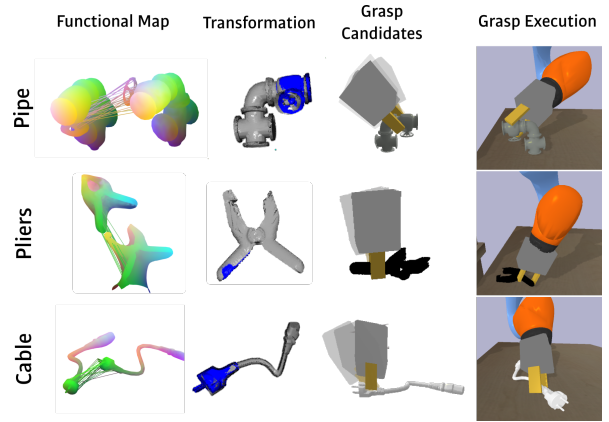 Functional Map
Transformation
Grasp
Candidates
Grasp Execution
Pipe
Pliers
Cable